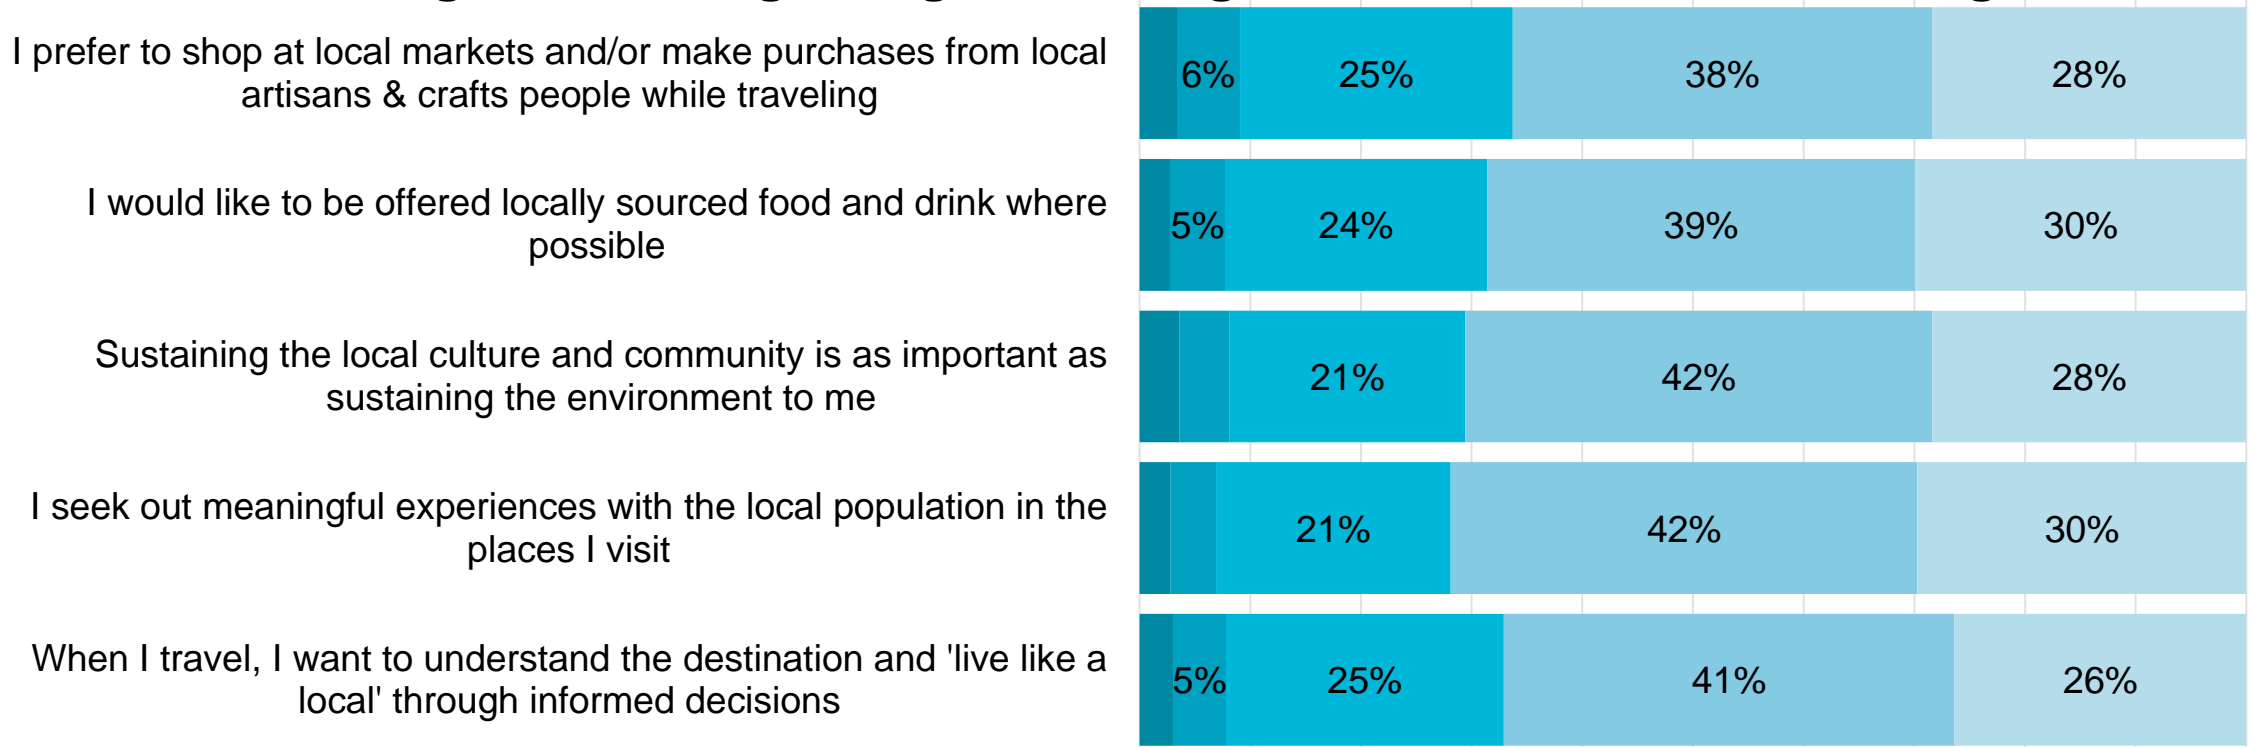 I prefer to shop at local markets and/or make purchases from local
artisans & crafts people while traveling
6% 25% 38% 28%
I would like to be offered locally sourced food and drink where
possible
5% 24% 39% 30%
Sustaining the local culture and community is as important as
sustaining the environment to me
21% 42% 28%
I seek out meaningful experiences with the local population in the
places I visit
21% 42% 30%
When I travel, I want to understand the destination and 'live like a
local' through informed decisions
5% 25% 41% 26%